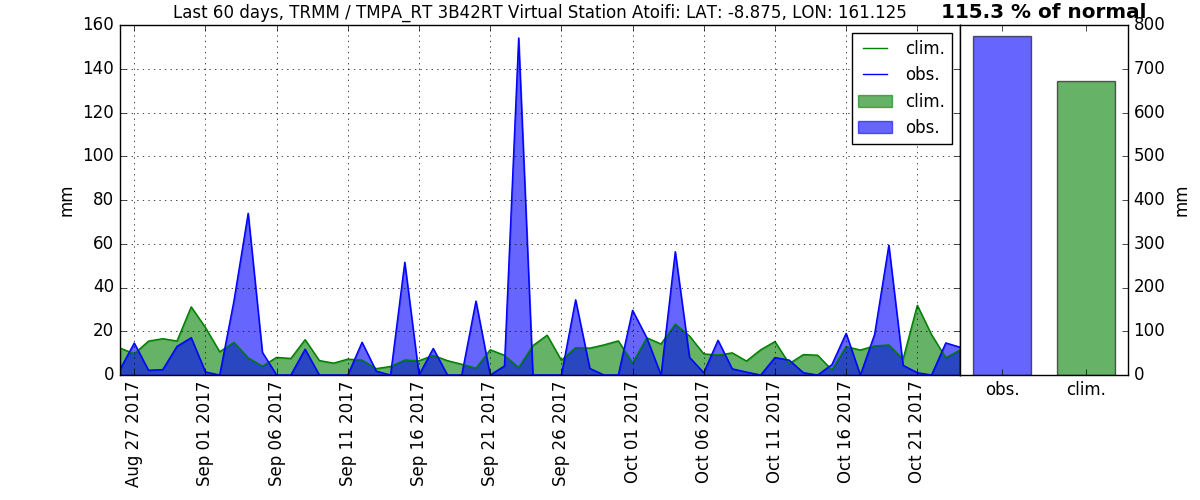 Last 60 days, TRMM / TMPA_RT 3B42RT Virtual Station Atoifi: LAT: -8.875, LON: 161.125
115.3 % of normal
160
140
120
100
80
60
40
20
0
mm
clim.
obs.
clim.
obs.
800
700
600
500
400
300
200
100
0
mm
obs.
clim.
Aug 27 2017
Sep 01 2017
Sep 06 2017
Sep 11 2017
Sep 16 2017
Sep 21 2017
Sep 26 2017
Oct 01 2017
Oct 06 2017
Oct 11 2017
Oct 16 2017
Oct 21 2017